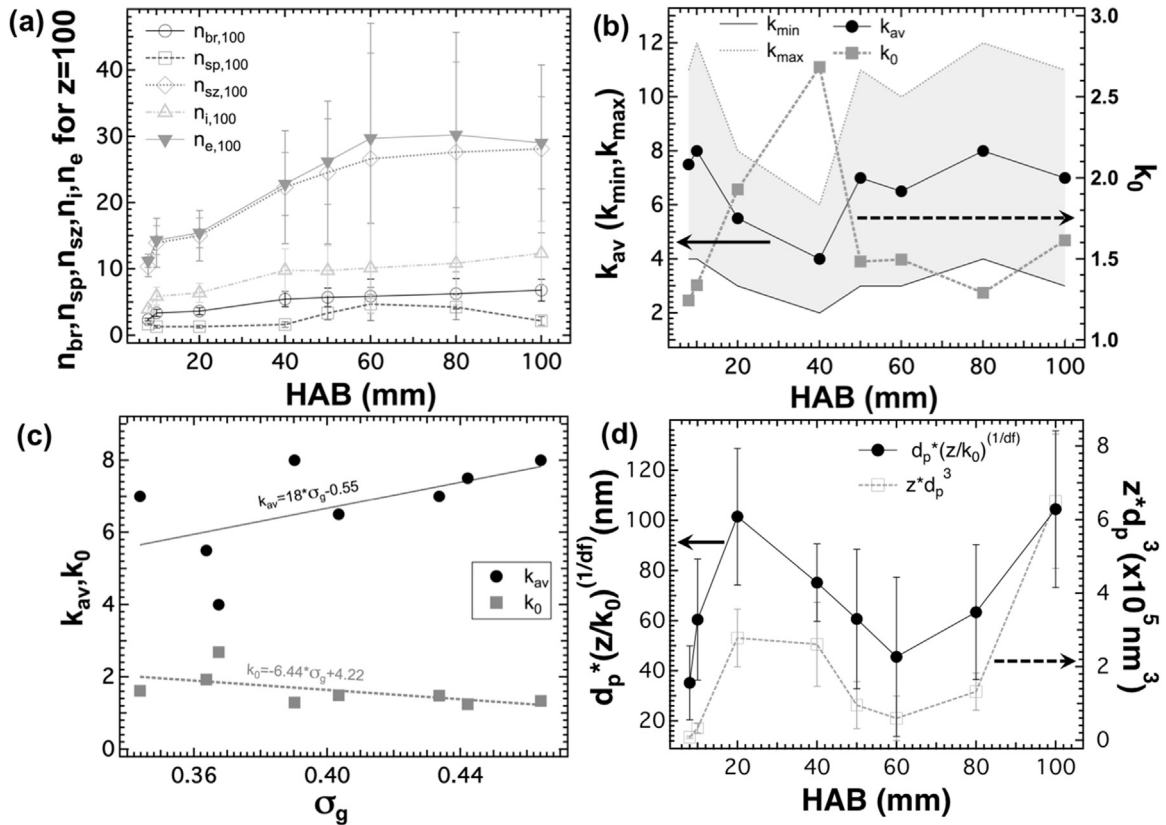 (a)
n_br,n_sp,n_sz,n_i,n_e for z=100
50
40
30
20
10
0
n_br,100
n_sp,100
n_sz,100
n_i,100
n_e,100
20 40 60 80 100
HAB (mm)
(b)
k_av (k_min,k_max)
12
10
8
6
4
2
k_min
k_max
k_av
k_0
3.0
2.5
2.0
1.5
1.0
k_0
20 40 60 80 100
HAB (mm)
(c)
k_av,k_0
8
6
4
2
0
k_av=18*σ_g-0.55
k_av
k_0
k_0=-6.44*σ_g+4.22
0.36 0.40 0.44
σ_g
(d)
d_p*(z/k_0)^(1/df)(nm)
140
120
100
80
60
40
20
d_p*(z/k_0)^(1/df)
z*d_p^3
8
6
4
2
0
z*d_p^3(x10^5 nm^3)
20 40 60 80 100
HAB (mm)